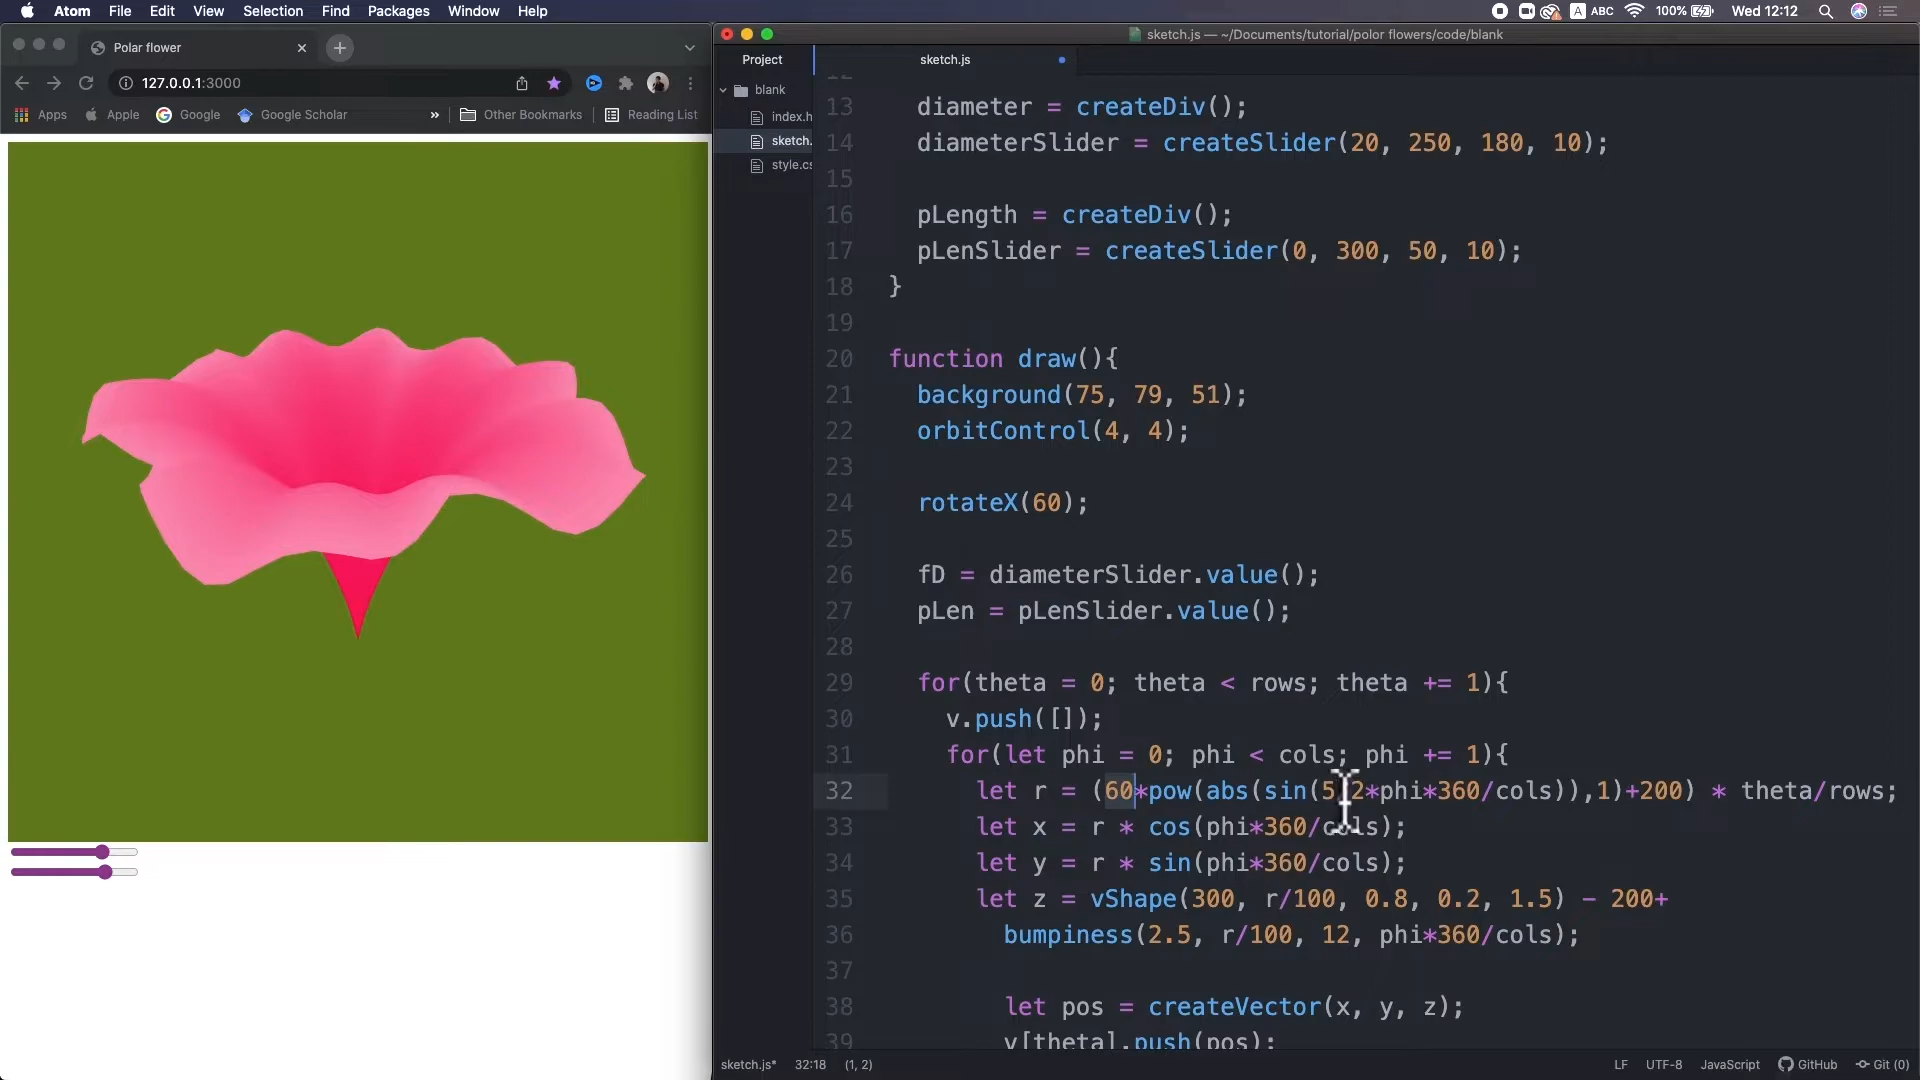 Atom File Edit View Selection Find Packages Window Help
A ABC 100% Wed 12:12
Polar flower
127.0.0.1:3000
Apps Apple Google Google Scholar » Other Bookmarks Reading List
sketch.js — ~/Documents/tutorial/polor flowers/code/blank
Project
blank
index.h
sketch.
style.cs
sketch.js
12
13 diameter = createDiv();
14 diameterSlider = createSlider(20, 250, 180, 10);
15
16 pLength = createDiv();
17 pLenSlider = createSlider(0, 300, 50, 10);
18 }
19
20 function draw(){
21 background(75, 79, 51);
22 orbitControl(4, 4);
23
24 rotateX(60);
25
26 fD = diameterSlider.value();
27 pLen = pLenSlider.value();
28
29 for(theta = 0; theta < rows; theta += 1){
30 v.push([]);
31 for(let phi = 0; phi < cols; phi += 1){
32 let r = (60*pow(abs(sin(5/2*phi*360/cols)),1)+200) * theta/rows;
33 let x = r * cos(phi*360/cols);
34 let y = r * sin(phi*360/cols);
35 let z = vShape(300, r/100, 0.8, 0.2, 1.5) - 200+
36 bumpiness(2.5, r/100, 12, phi*360/cols);
37
38 let pos = createVector(x, y, z);
39 v[theta].push(pos);
sketch.js* 32:18 (1, 2) LF UTF-8 JavaScript GitHub Git (0)